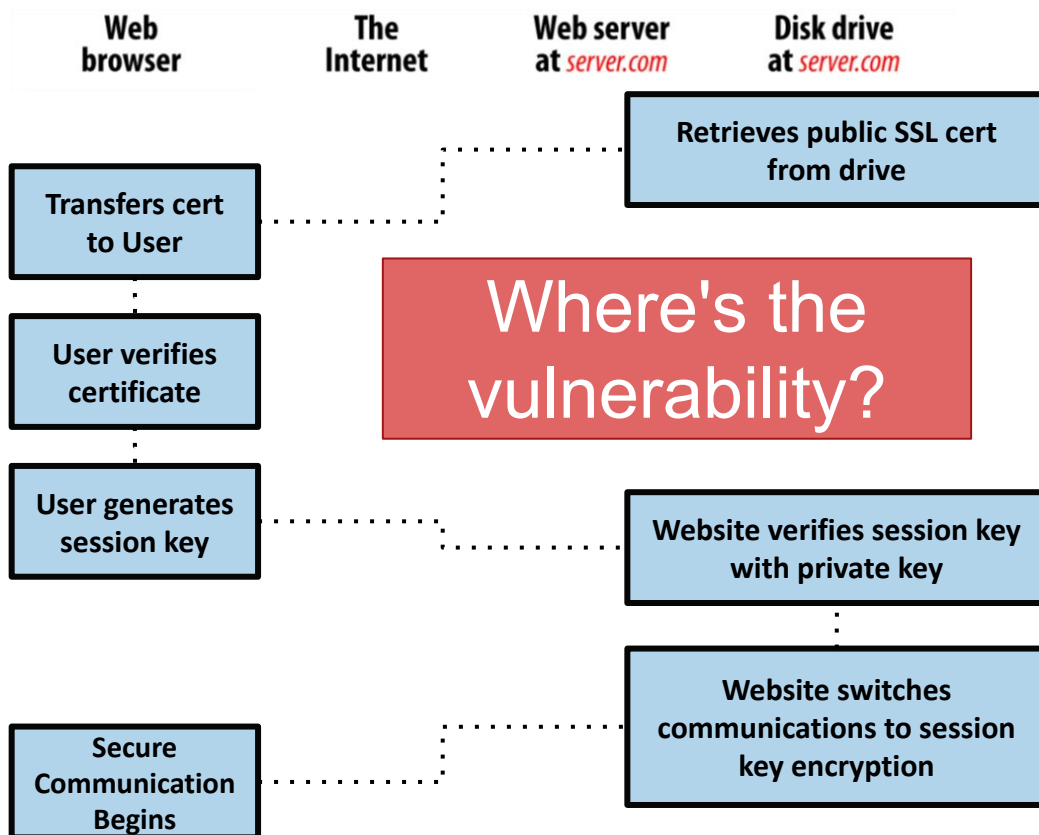 Web
browser
The
Internet
Web server
at server.com
Disk drive
at server.com
Retrieves public SSL cert
from drive
Transfers cert
to User
Where's the
vulnerability?
User verifies
certificate
User generates
session key
Website verifies session key
with private key
Website switches
communications to session
key encryption
Secure
Communication
Begins